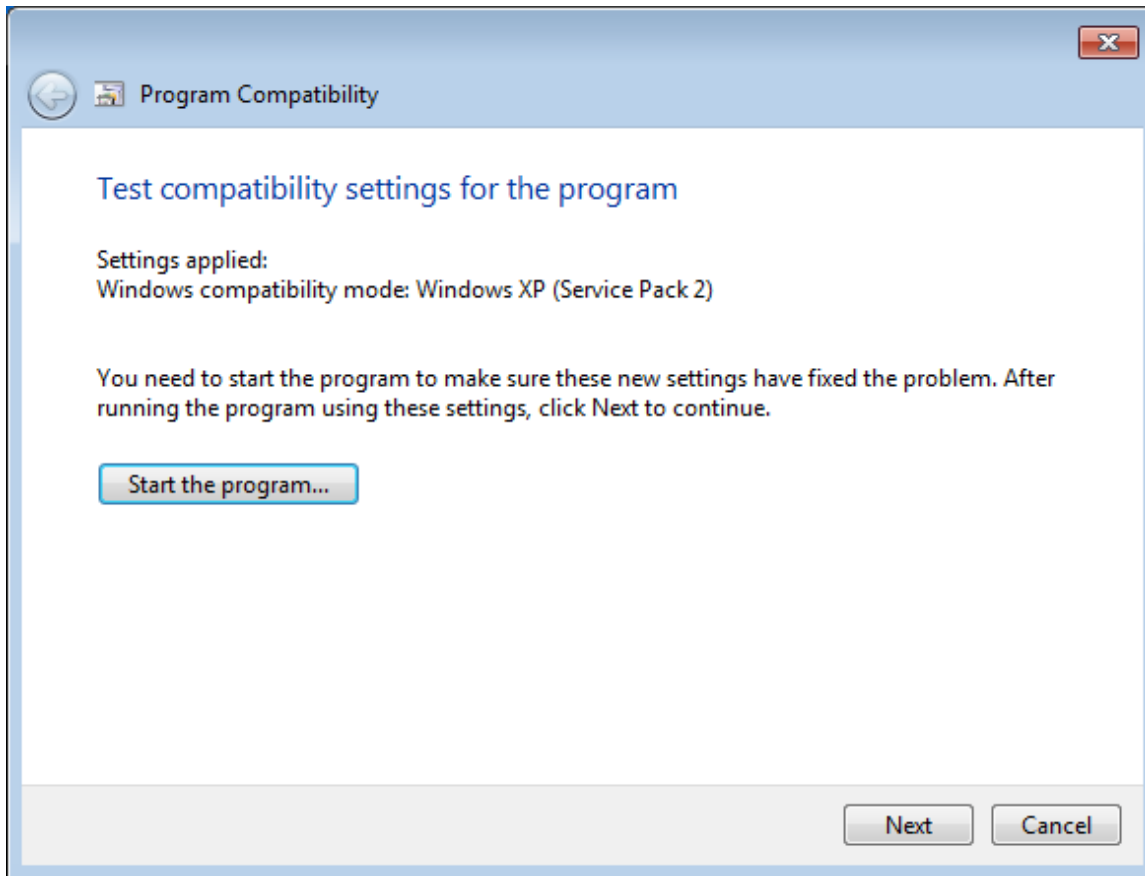 Program Compatibility
Test compatibility settings for the program
Settings applied:
Windows compatibility mode: Windows XP (Service Pack 2)
You need to start the program to make sure these new settings have fixed the problem. After
running the program using these settings, click Next to continue.
Start the program...
Next
Cancel